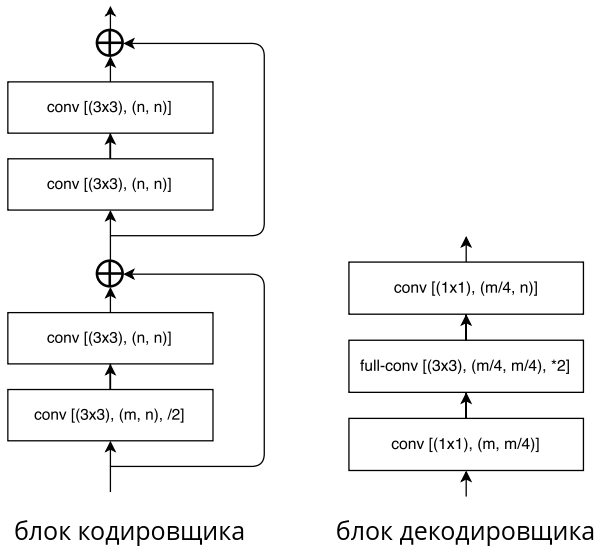 conv [(3x3), (n, n)]
conv [(3x3), (n, n)]
conv [(3x3), (n, n)]
conv [(3x3), (m, n), /2]
блок кодировщика
conv [(1x1), (m/4, n)]
full-conv [(3x3), (m/4, m/4), *2]
conv [(1x1), (m, m/4)]
блок декодировщика